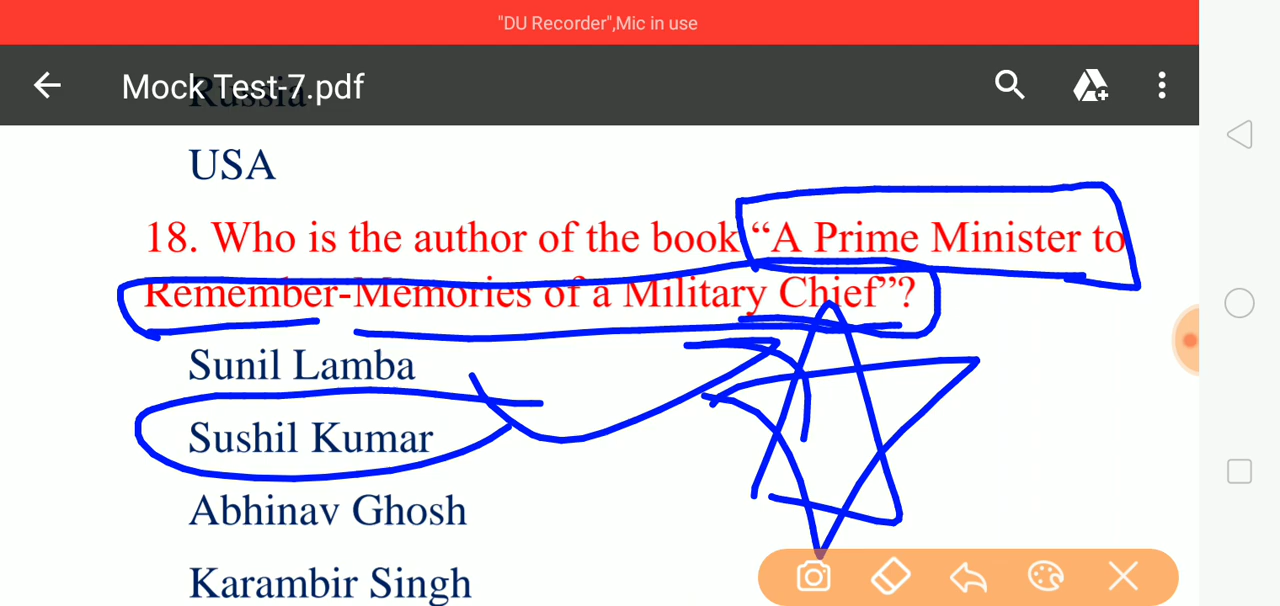 "DU Recorder",Mic in use
Mock Test-7.pdf
Russia
USA
18. Who is the author of the book “A Prime Minister to
Remember-Memories of a Military Chief”?
Sunil Lamba
Sushil Kumar
Abhinav Ghosh
Karambir Singh